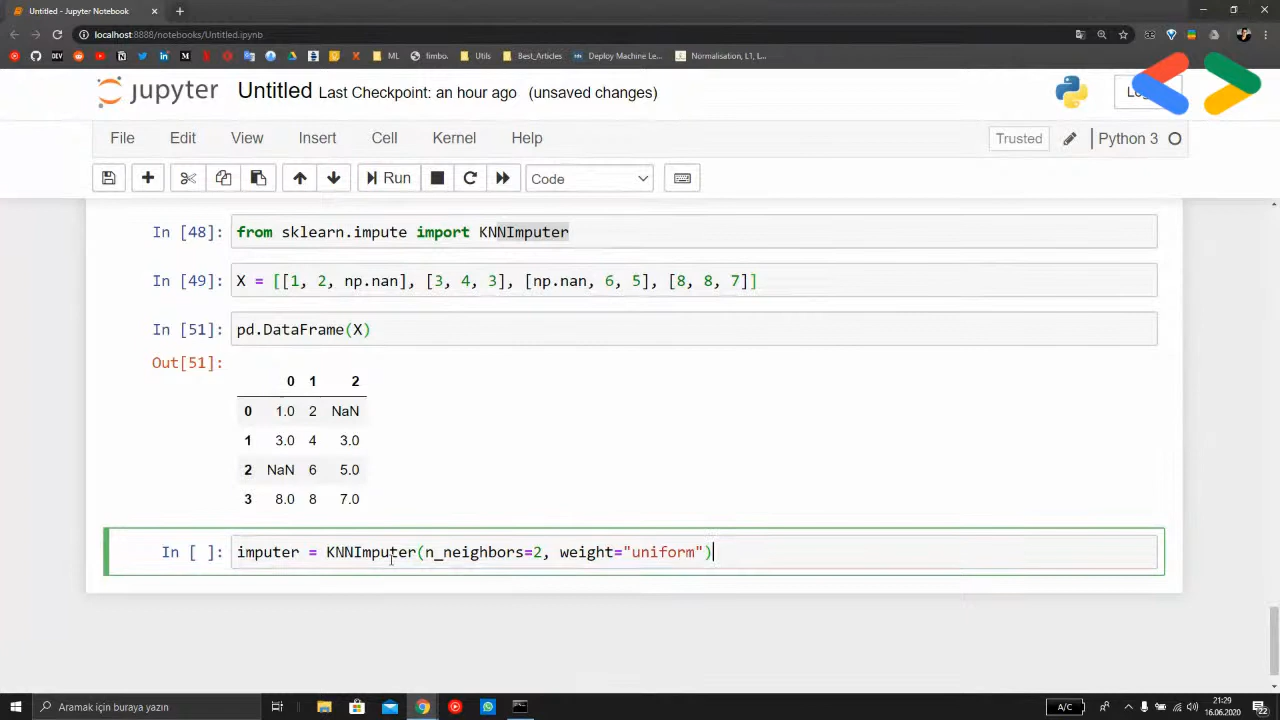 Untitled - Jupyter Notebook
localhost:8888/notebooks/Untitled.ipynb
ML
fimbo.
Utils
Best_Articles
Deploy Machine Le...
Normalisation, L1, L...
jupyter Untitled Last Checkpoint: an hour ago (unsaved changes)
File Edit View Insert Cell Kernel Help
Trusted Python 3
Run Code
In [48]: from sklearn.impute import KNNImputer
In [49]: X = [[1, 2, np.nan], [3, 4, 3], [np.nan, 6, 5], [8, 8, 7]]
In [51]: pd.DataFrame(X)
Out[51]:
0 1 2
0 1.0 2 NaN
1 3.0 4 3.0
2 NaN 6 5.0
3 8.0 8 7.0
In [ ]: imputer = KNNImputer(n_neighbors=2, weight="uniform")
Aramak için buraya yazın
A/C
21:29
16.06.2020
22